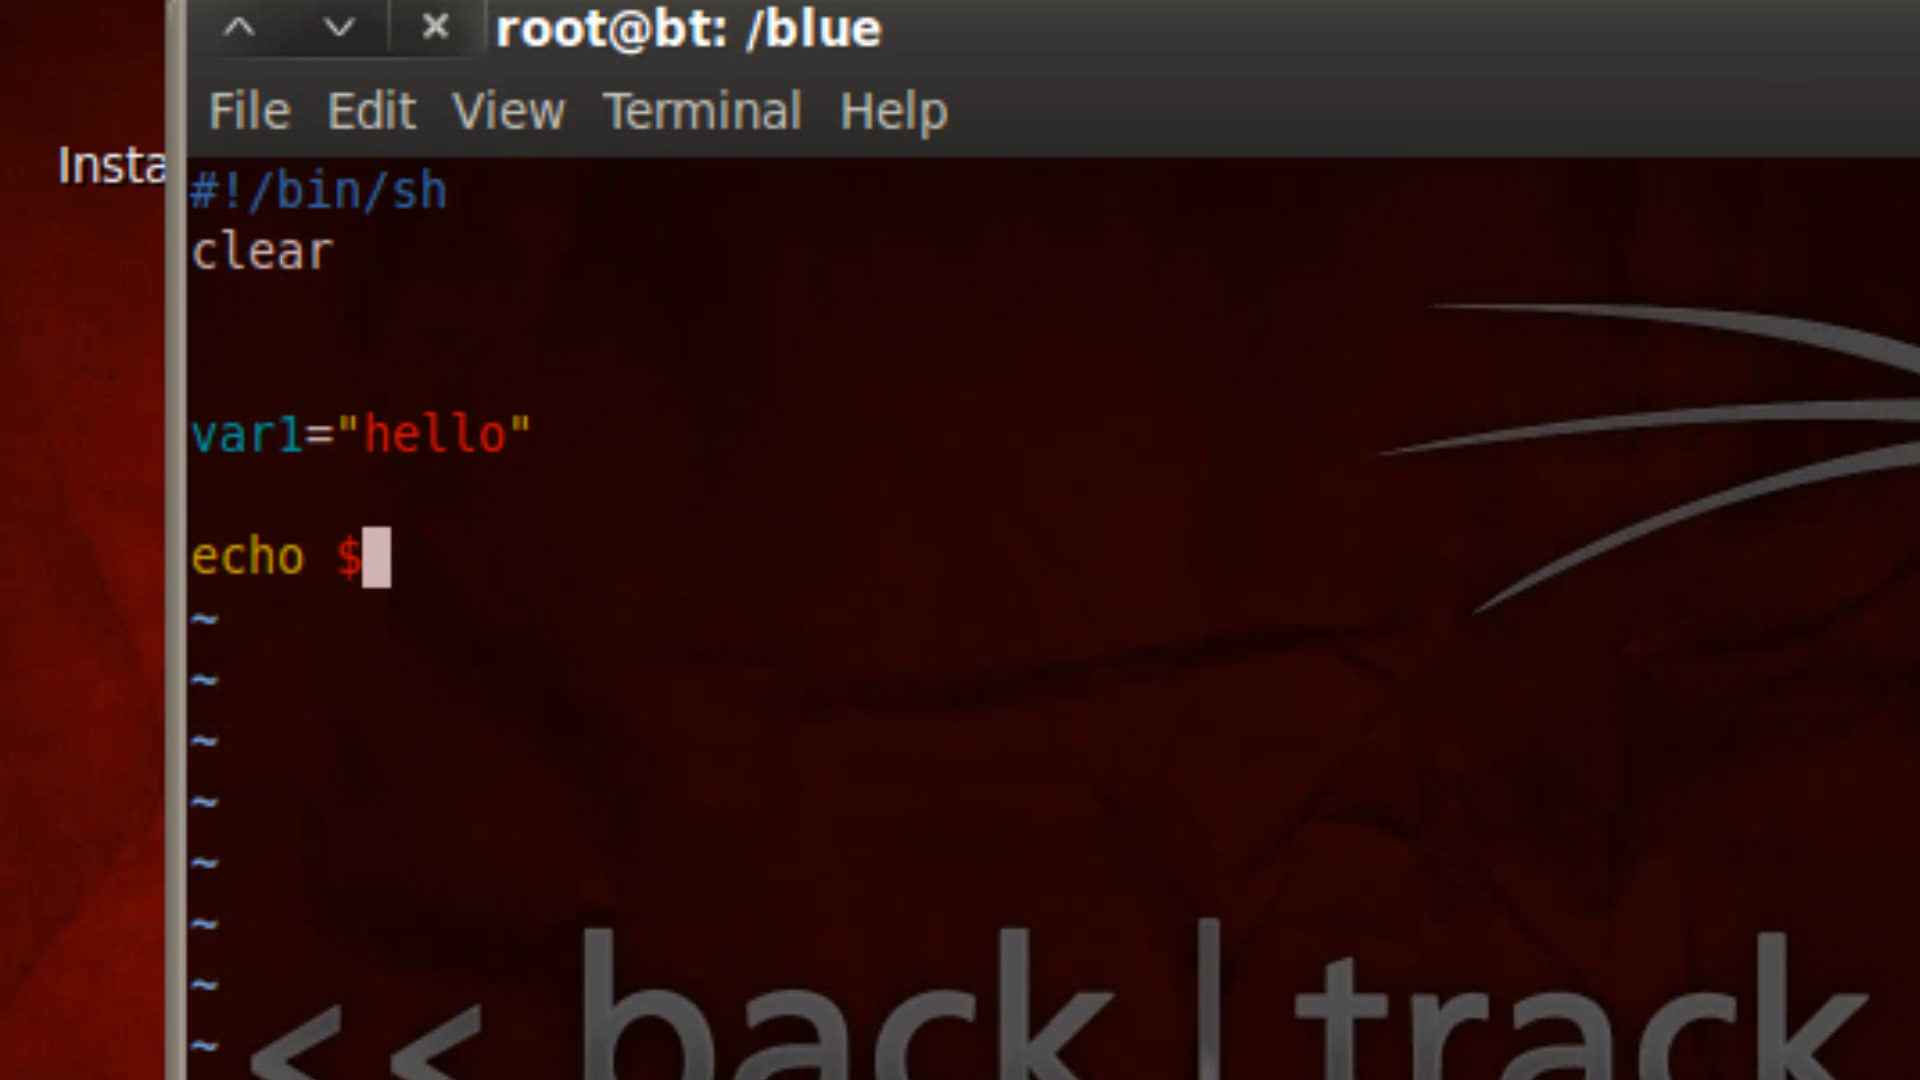 root@bt: /blue
File Edit View Terminal Help
Insta
#!/bin/sh
clear
var1="hello"
echo $
~
~
~
~
~
~
~
~
<< back | track